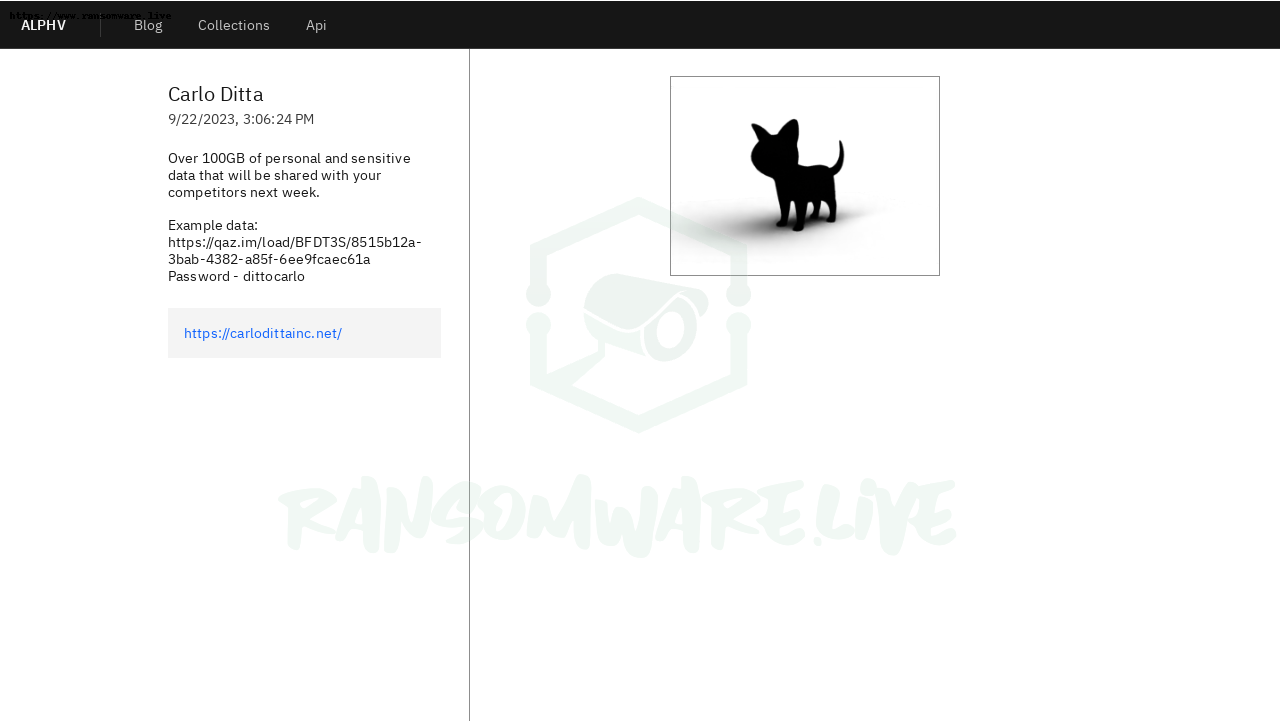 https://www.ransomware.live
ALPHV
Blog
Collections
Api
Carlo Ditta
9/22/2023, 3:06:24 PM
Over 100GB of personal and sensitive
data that will be shared with your
competitors next week.
Example data:
https://qaz.im/load/BFDT3S/8515b12a-
3bab-4382-a85f-6ee9fcaec61a
Password - dittocarlo
https://carlodittainc.net/
RANSOMWARE.LIVE